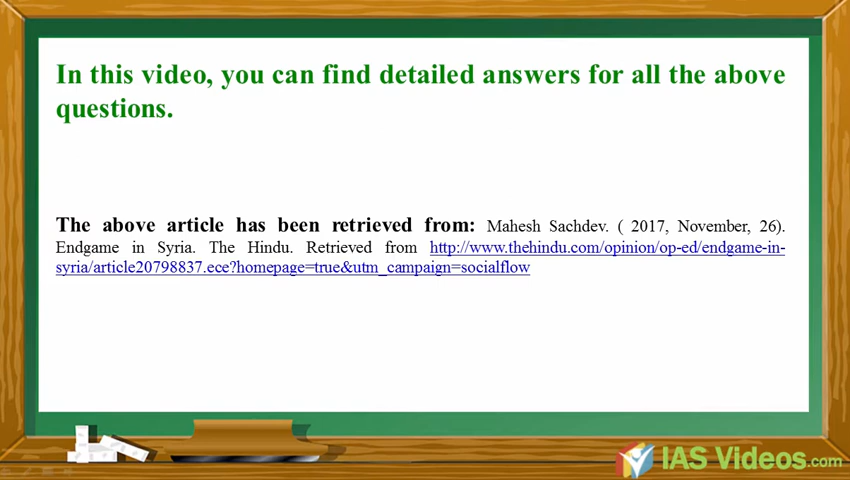 In this video, you can find detailed answers for all the above
questions.
The above article has been retrieved from: Mahesh Sachdev. ( 2017, November, 26).
Endgame in Syria. The Hindu. Retrieved from http://www.thehindu.com/opinion/op-ed/endgame-in-
syria/article20798837.ece?homepage=true&utm_campaign=socialflow
IAS Videos.com